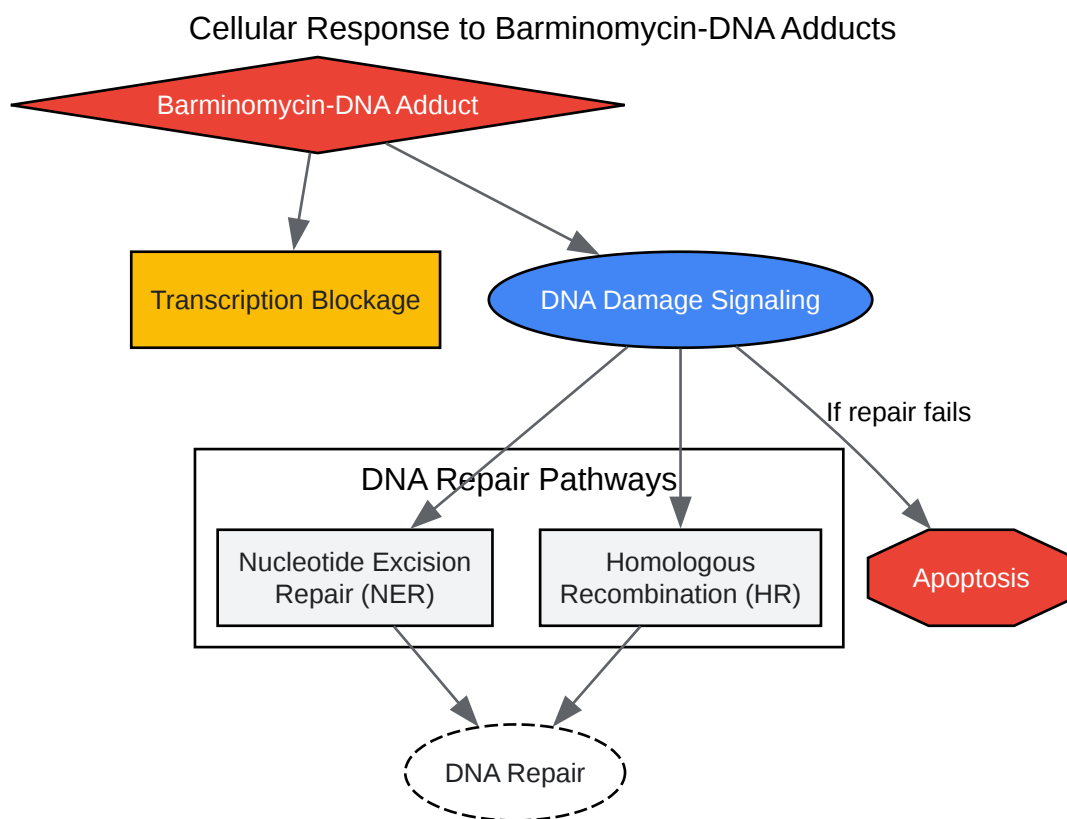 Cellular Response to Barminomycin-DNA Adducts
Barminomycin-DNA Adduct
Transcription Blockage
DNA Damage Signaling
If repair fails
DNA Repair Pathways
Nucleotide Excision
Repair (NER)
Homologous
Recombination (HR)
Apoptosis
DNA Repair